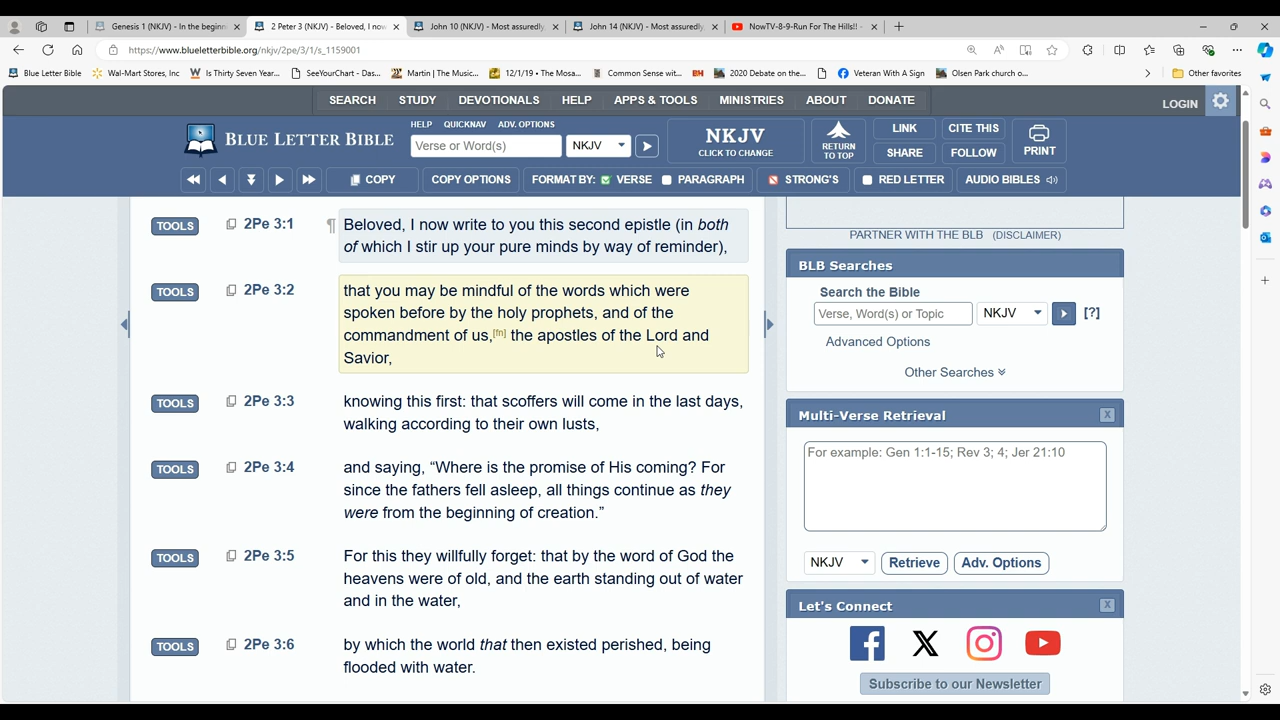 Genesis 1 (NKJV) - In the beginn
2 Peter 3 (NKJV) - Beloved, I now
John 10 (NKJV) - Most assuredly,
John 14 (NKJV) - Most assuredly,
NowTV-8-9-Run For The Hills!! -
https://www.blueletterbible.org/nkjv/2pe/3/1/s_1159001
Blue Letter Bible
Wal-Mart Stores, Inc
Is Thirty Seven Year...
SeeYourChart - Das...
Martin | The Music...
12/1/19 • The Mosa...
Common Sense wit...
2020 Debate on the...
Veteran With A Sign
Olsen Park church o...
Other favorites
SEARCH STUDY DEVOTIONALS HELP APPS & TOOLS MINISTRIES ABOUT DONATE
LOGIN
BLUE LETTER BIBLE
HELP QUICKNAV ADV. OPTIONS
Verse or Word(s)
NKJV
NKJV
CLICK TO CHANGE
RETURN
TO TOP
LINK
CITE THIS
SHARE
FOLLOW
PRINT
COPY
COPY OPTIONS
FORMAT BY: VERSE PARAGRAPH
STRONG'S
RED LETTER
AUDIO BIBLES
TOOLS 2Pe 3:1 ¶ Beloved, I now write to you this second epistle (in both
of which I stir up your pure minds by way of reminder),
TOOLS 2Pe 3:2 that you may be mindful of the words which were
spoken before by the holy prophets, and of the
commandment of us,[fn] the apostles of the Lord and
Savior,
TOOLS 2Pe 3:3 knowing this first: that scoffers will come in the last days,
walking according to their own lusts,
TOOLS 2Pe 3:4 and saying, “Where is the promise of His coming? For
since the fathers fell asleep, all things continue as they
were from the beginning of creation.”
TOOLS 2Pe 3:5 For this they willfully forget: that by the word of God the
heavens were of old, and the earth standing out of water
and in the water,
TOOLS 2Pe 3:6 by which the world that then existed perished, being
flooded with water.
PARTNER WITH THE BLB (DISCLAIMER)
BLB Searches
Search the Bible
Verse, Word(s) or Topic
NKJV
[?]
Advanced Options
Other Searches
Multi-Verse Retrieval
X
For example: Gen 1:1-15; Rev 3; 4; Jer 21:10
NKJV
Retrieve
Adv. Options
Let's Connect
X
Subscribe to our Newsletter